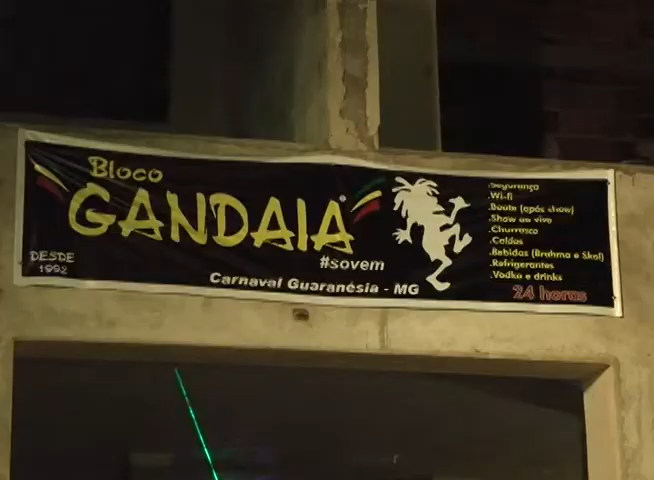 Bloco
GANDAIA
DESDE
1992
#sovem
Carnaval Guaranésia - MG
.Segurança
.Wi-fi
.Boate (após show)
.Show ao vivo
.Churrasco
.Caldos
.Bebidas (Brahma e Skol)
.Refrigerantes
.Vodka e drinks
24 horas